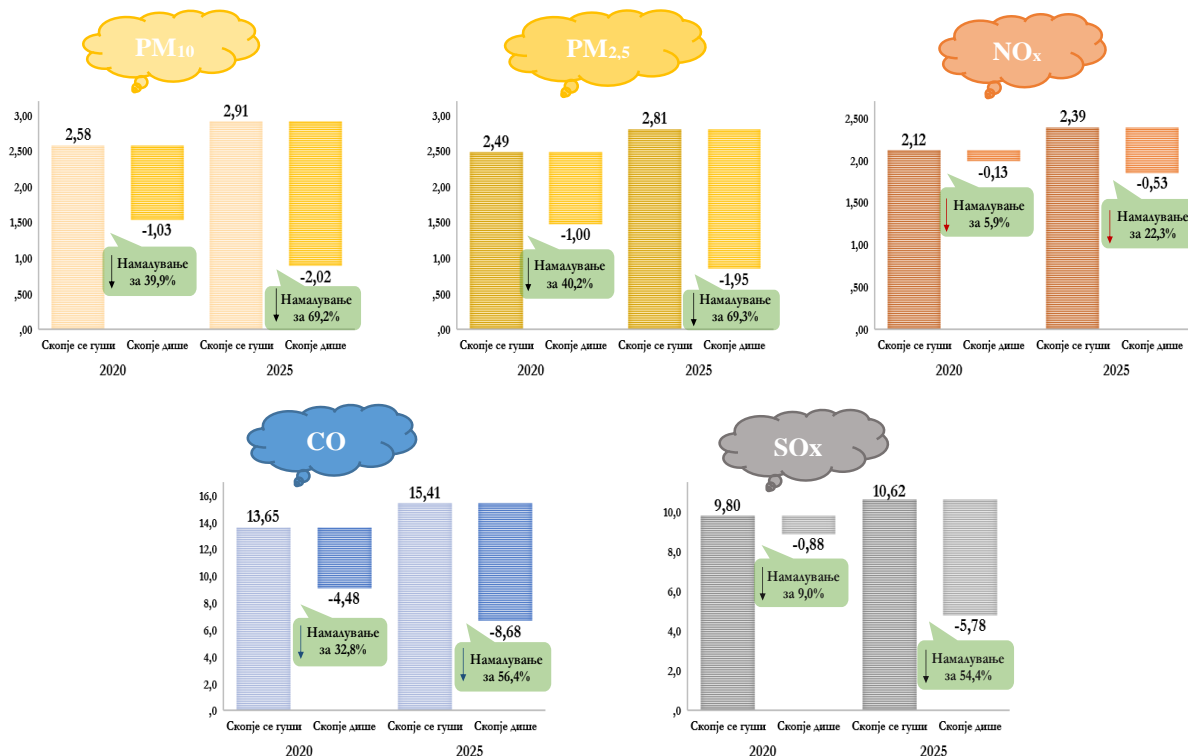 PM10
3,00
2,500
2,00
1,500
1,00
,500
,00
2,58
-1,03
2,91
-2,02
Намалување
за 39,9%
Намалување
за 69,2%
Скопје се гуши
Скопје дише
Скопје се гуши
Скопје дише
2020
2025
PM2,5
3,00
2,500
2,00
1,500
1,00
,500
,00
2,49
-1,00
2,81
-1,95
Намалување
за 40,2%
Намалување
за 69,3%
Скопје се гуши
Скопје дише
Скопје се гуши
Скопје дише
2020
2025
NOx
2,500
2,00
1,500
1,00
,500
,00
2,12
-0,13
2,39
-0,53
Намалување
за 5,9%
Намалување
за 22,3%
Скопје се гуши
Скопје дише
Скопје се гуши
Скопје дише
2020
2025
CO
16,0
14,0
12,0
10,0
8,0
6,0
4,0
2,0
,0
13,65
-4,48
15,41
-8,68
Намалување
за 32,8%
Намалување
за 56,4%
Скопје се гуши
Скопје дише
Скопје се гуши
Скопје дише
2020
2025
SOx
10,0
8,0
6,0
4,0
2,0
,0
9,80
-0,88
10,62
-5,78
Намалување
за 9,0%
Намалување
за 54,4%
Скопје се гуши
Скопје дише
Скопје се гуши
Скопје дише
2020
2025